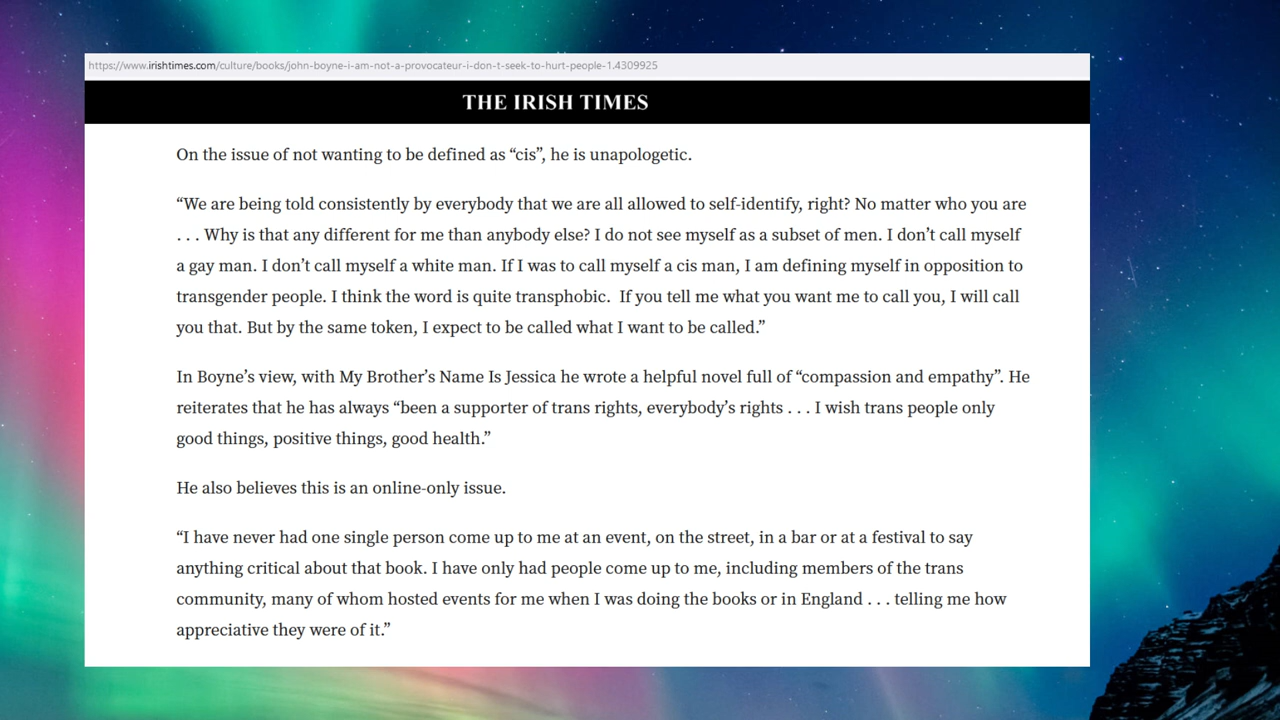 https://www.irishtimes.com/culture/books/john-boyne-i-am-not-a-provocateur-i-don-t-seek-to-hurt-people-1.4309925
THE IRISH TIMES
On the issue of not wanting to be defined as “cis”, he is unapologetic.
“We are being told consistently by everybody that we are all allowed to self-identify, right? No matter who you are
. . . Why is that any different for me than anybody else? I do not see myself as a subset of men. I don’t call myself
a gay man. I don’t call myself a white man. If I was to call myself a cis man, I am defining myself in opposition to
transgender people. I think the word is quite transphobic.  If you tell me what you want me to call you, I will call
you that. But by the same token, I expect to be called what I want to be called.”
In Boyne’s view, with My Brother’s Name Is Jessica he wrote a helpful novel full of “compassion and empathy”. He
reiterates that he has always “been a supporter of trans rights, everybody’s rights . . . I wish trans people only
good things, positive things, good health.”
He also believes this is an online-only issue.
“I have never had one single person come up to me at an event, on the street, in a bar or at a festival to say
anything critical about that book. I have only had people come up to me, including members of the trans
community, many of whom hosted events for me when I was doing the books or in England . . . telling me how
appreciative they were of it.”